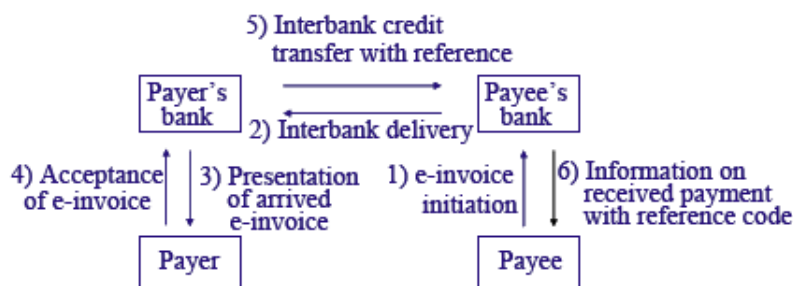 5) Interbank credit
transfer with reference
Payer's
bank
Payee's
bank
2) Interbank delivery
4) Acceptance
of e-invoice
3) Presentation
of arrived
e-invoice
1) e-invoice
initiation
6) Information on
received payment
with reference code
Payer
Payee